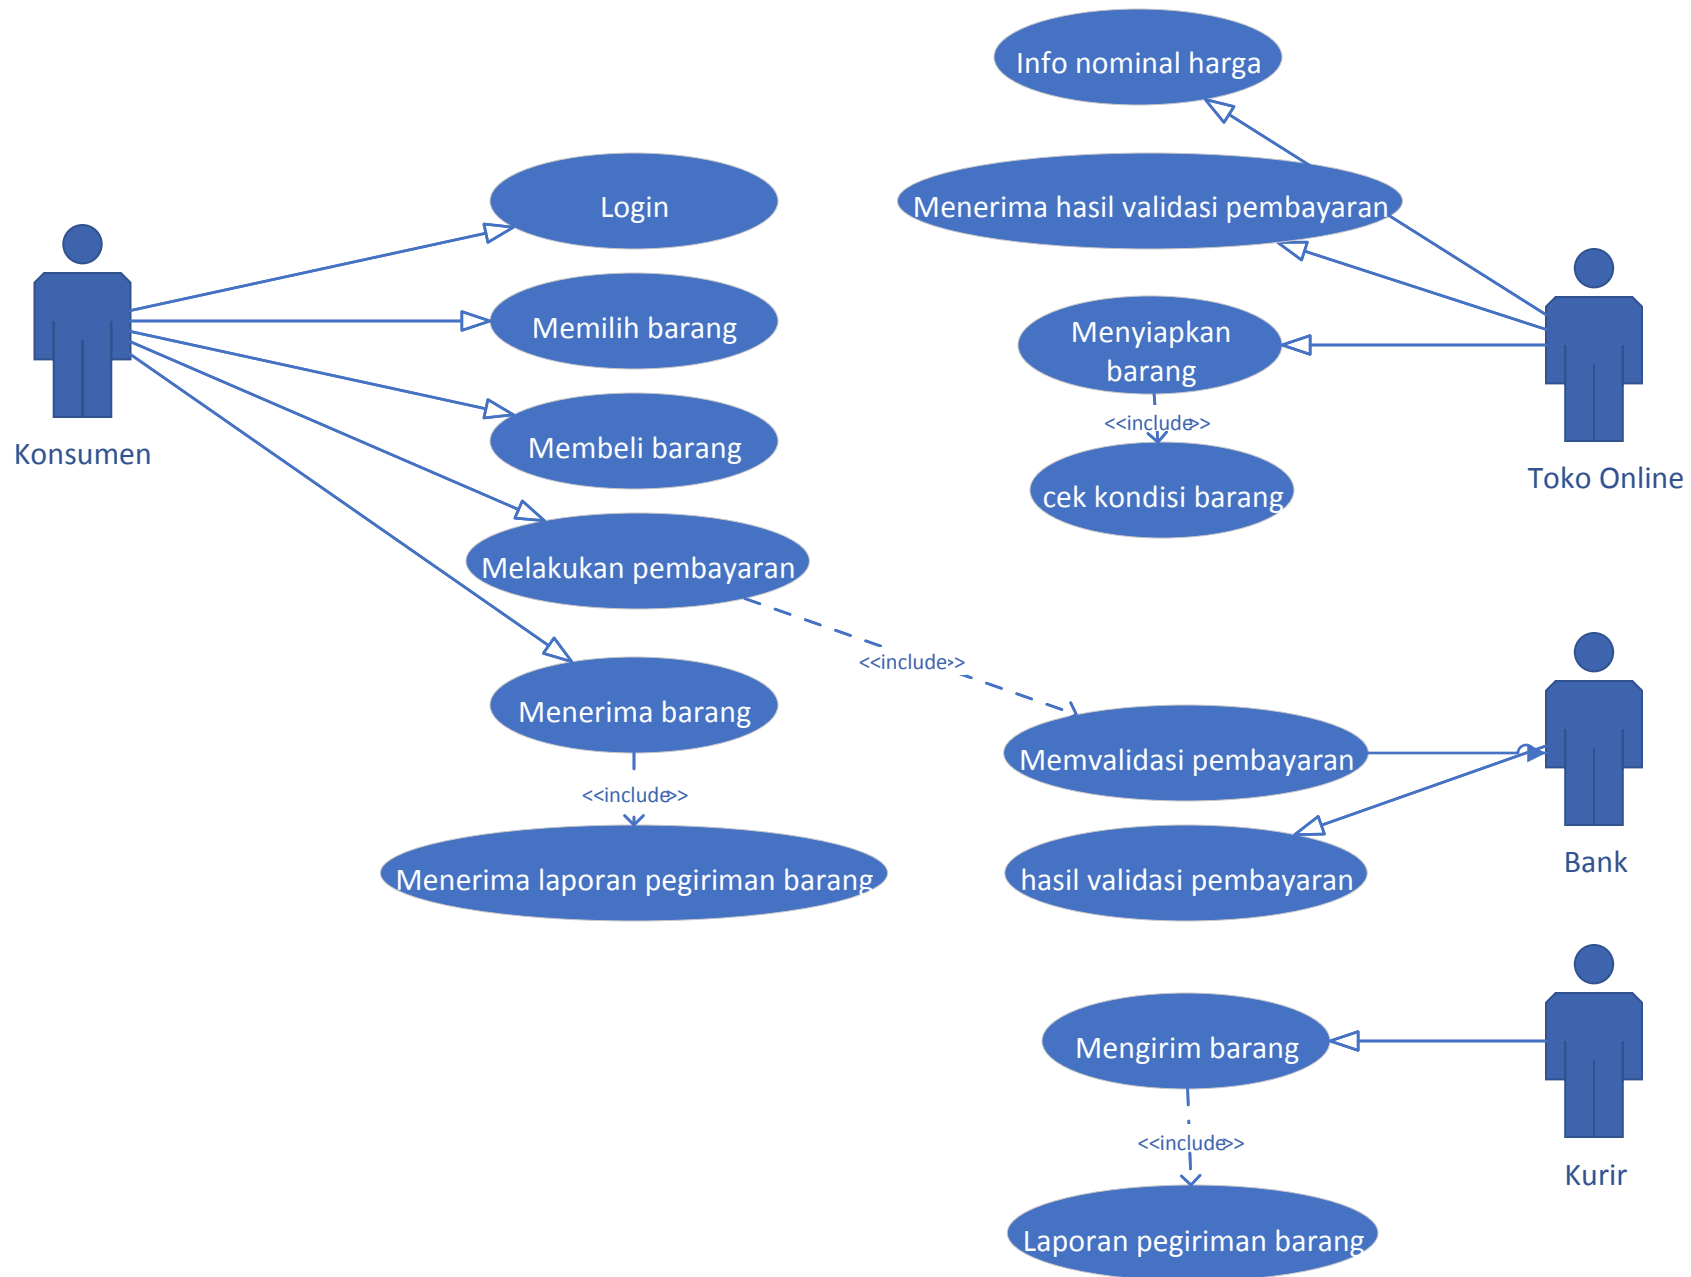 Info nominal harga
Login
Menerima hasil validasi pembayaran
Memilih barang
Menyiapkan
barang
<<include>>
Konsumen
Membeli barang
cek kondisi barang
Toko Online
Melakukan pembayaran
<<include>>
Menerima barang
Memvalidasi pembayaran
<<include>>
Menerima laporan pegiriman barang
hasil validasi pembayaran
Bank
Mengirim barang
<<include>>
Kurir
Laporan pegiriman barang